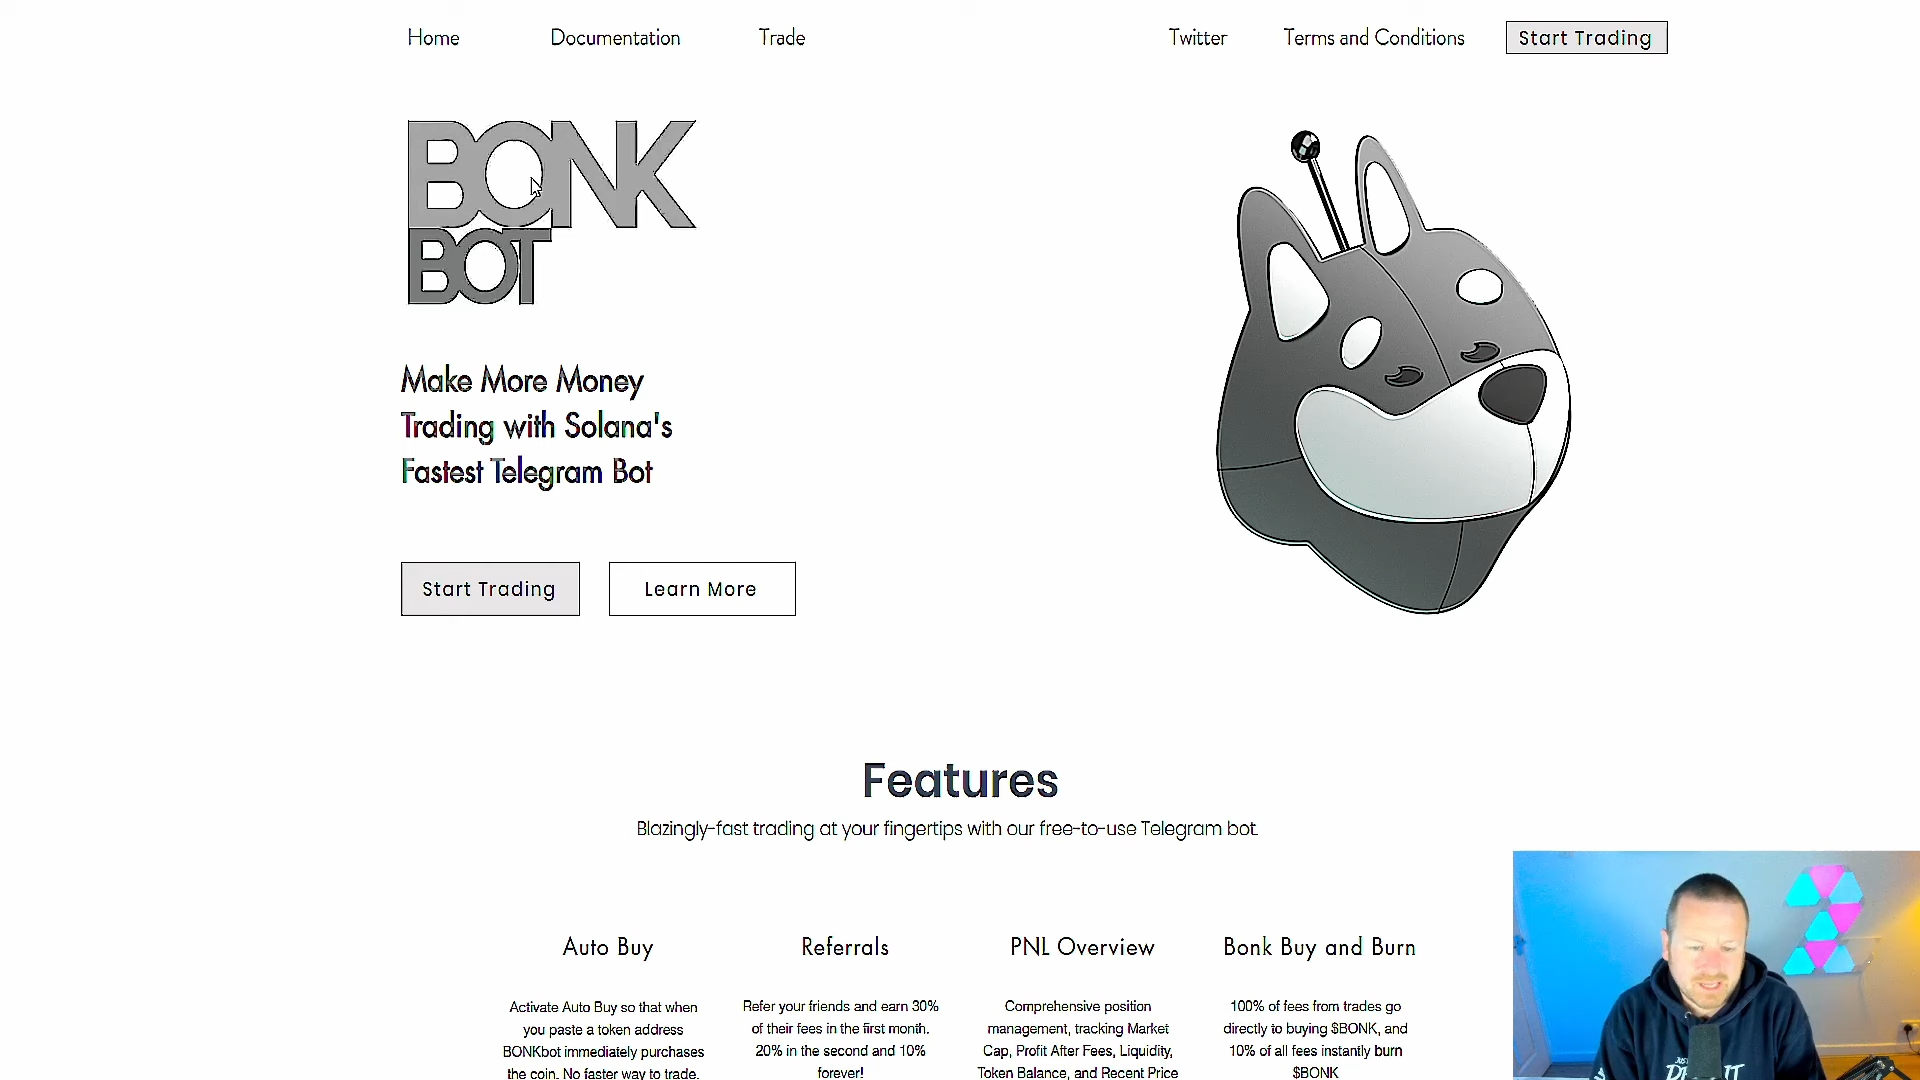 Home Documentation Trade Twitter Terms and Conditions Start Trading
BONK
BOT
Make More Money
Trading with Solana's
Fastest Telegram Bot
Start Trading Learn More
Features
Blazingly-fast trading at your fingertips with our free-to-use Telegram bot.
Auto Buy
Activate Auto Buy so that when
you paste a token address
BONKbot immediately purchases
the coin. No faster way to trade.
Referrals
Refer your friends and earn 30%
of their fees in the first month.
20% in the second and 10%
forever!
PNL Overview
Comprehensive position
management, tracking Market
Cap, Profit After Fees, Liquidity,
Token Balance, and Recent Price
Bonk Buy and Burn
100% of fees from trades go
directly to buying $BONK, and
10% of all fees instantly burn
$BONK